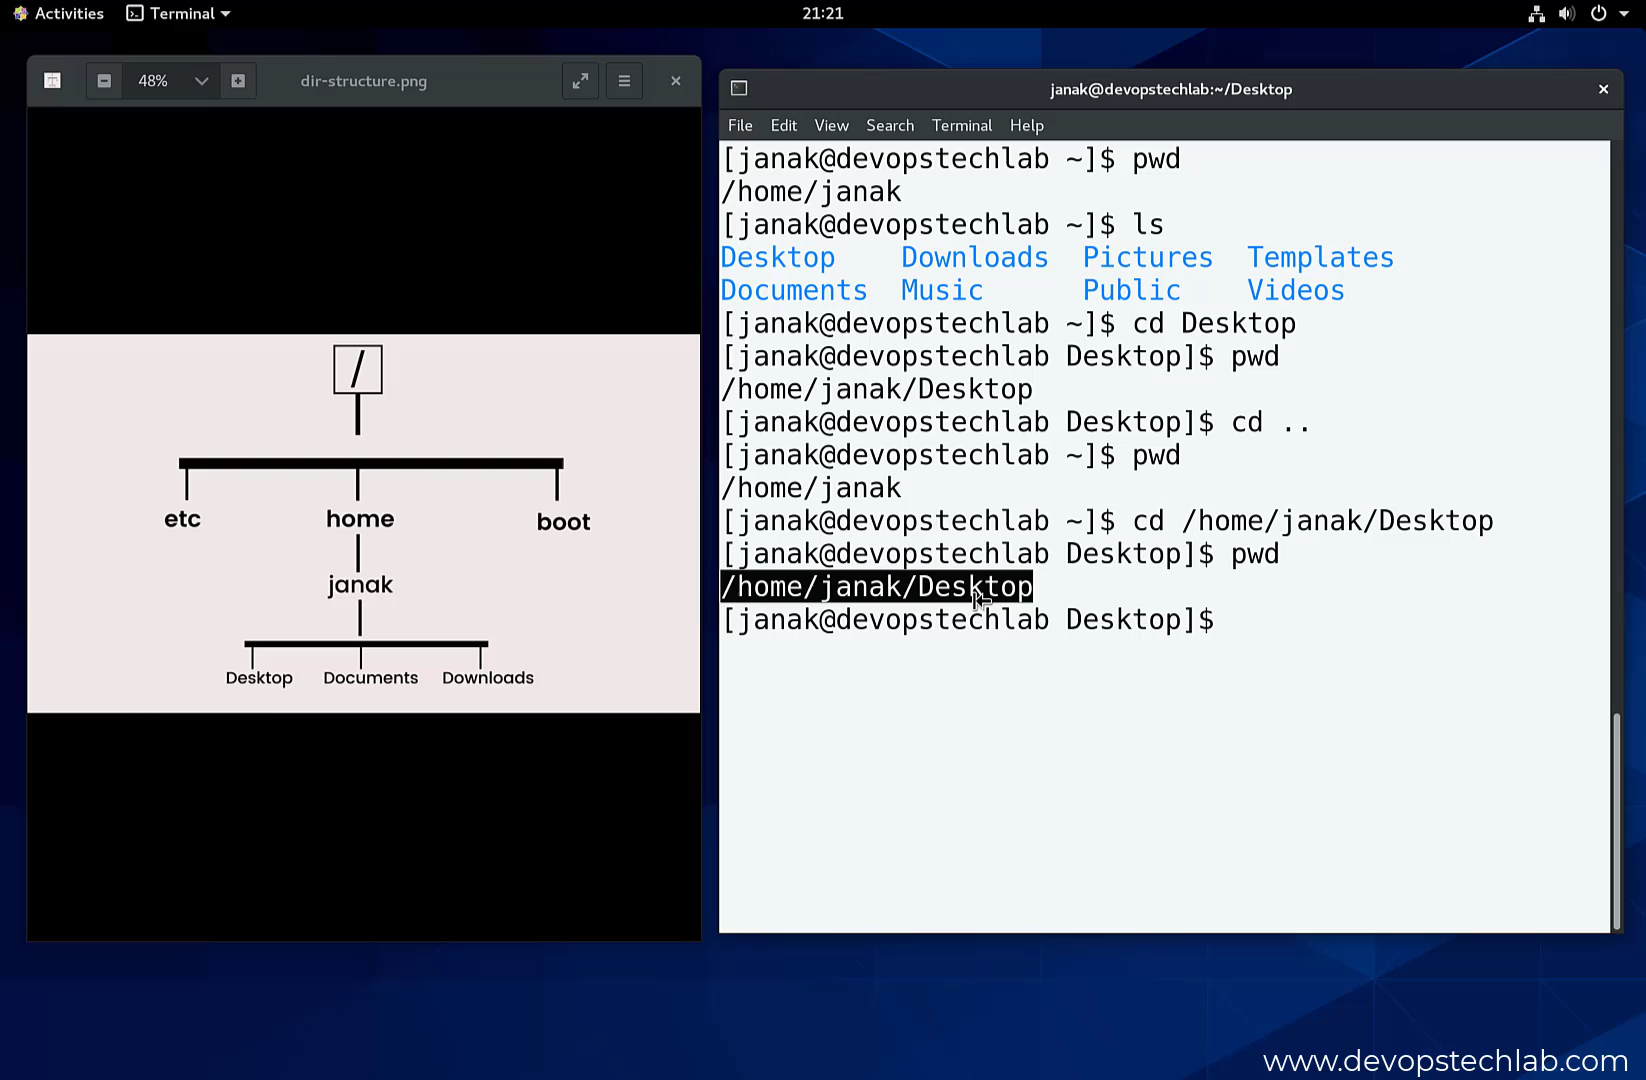 Activities Terminal 21:21
48% dir-structure.png
/
etc home boot
janak
Desktop Documents Downloads
janak@devopstechlab:~/Desktop
File Edit View Search Terminal Help
[janak@devopstechlab ~]$ pwd
/home/janak
[janak@devopstechlab ~]$ ls
Desktop Downloads Pictures Templates
Documents Music Public Videos
[janak@devopstechlab ~]$ cd Desktop
[janak@devopstechlab Desktop]$ pwd
/home/janak/Desktop
[janak@devopstechlab Desktop]$ cd ..
[janak@devopstechlab ~]$ pwd
/home/janak
[janak@devopstechlab ~]$ cd /home/janak/Desktop
[janak@devopstechlab Desktop]$ pwd
/home/janak/Desktop
[janak@devopstechlab Desktop]$
www.devopstechlab.com